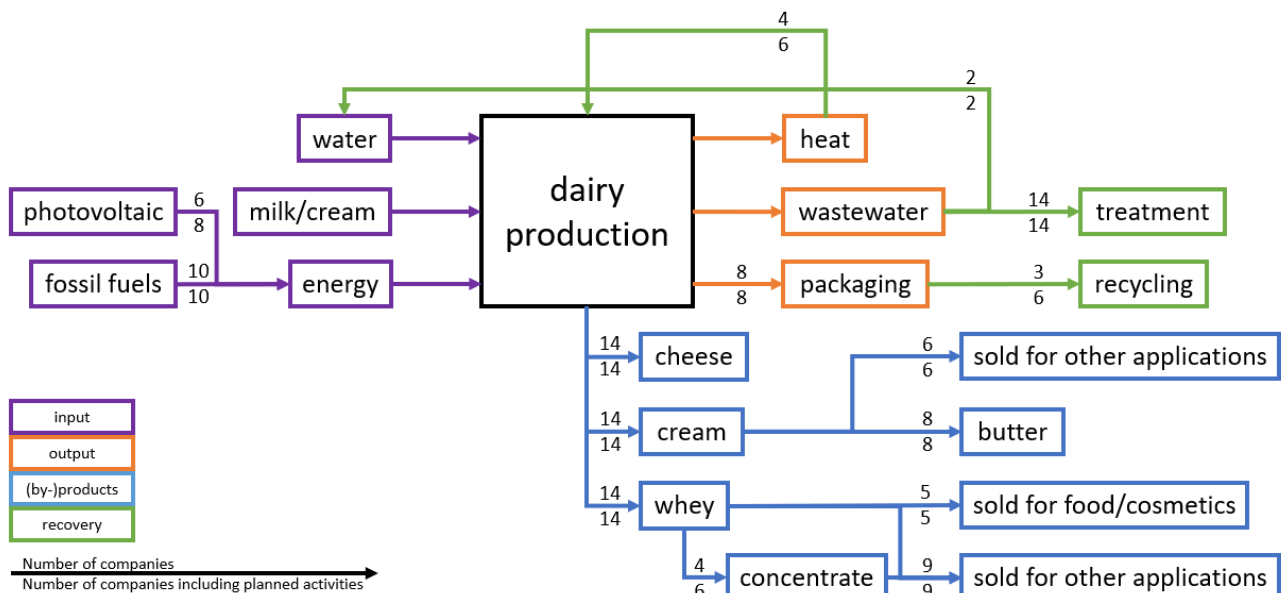 4
6
2
2
water
heat
dairy
production
photovoltaic
6
8
milk/cream
wastewater
14
14
treatment
fossil fuels
10
10
energy
8
8
packaging
3
6
recycling
14
14
cheese
6
6
sold for other applications
input
output
(by-)products
recovery
14
14
cream
8
8
butter
14
14
whey
5
5
sold for food/cosmetics
4
6
concentrate
9
9
sold for other applications
Number of companies
Number of companies including planned activities